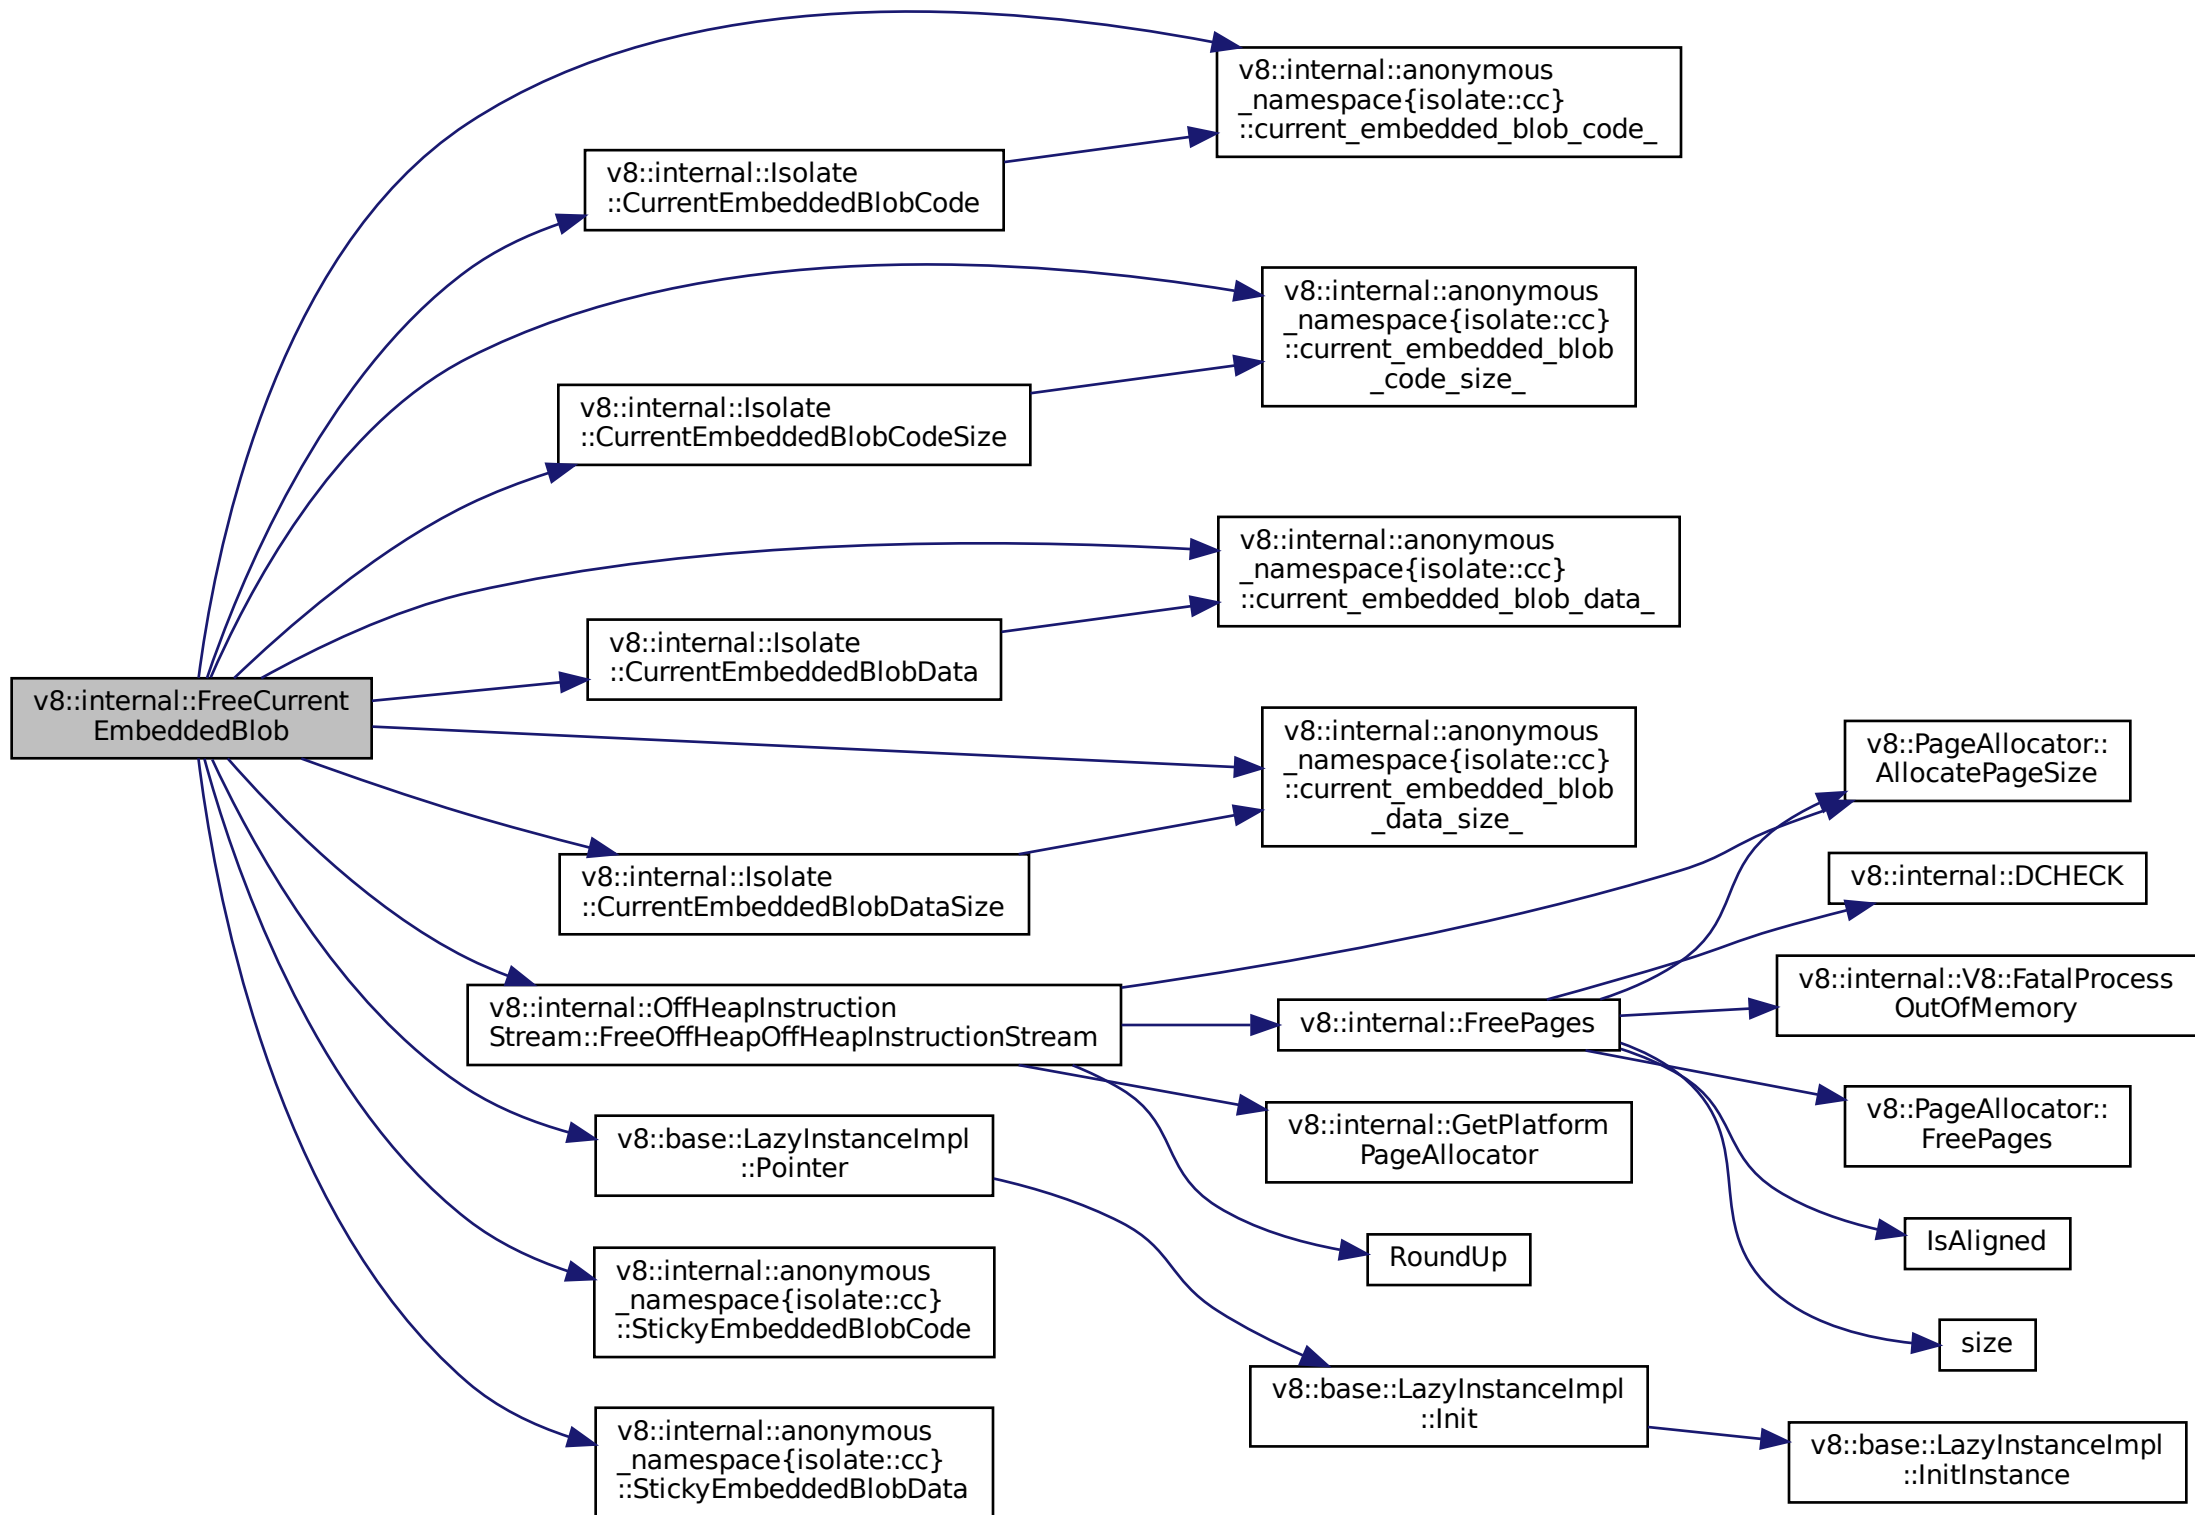 v8::internal::FreeCurrent
EmbeddedBlob
v8::internal::anonymous
_namespace{isolate::cc}
::current_embedded_blob_code_
v8::internal::Isolate
::CurrentEmbeddedBlobCode
v8::internal::anonymous
_namespace{isolate::cc}
::current_embedded_blob
_code_size_
v8::internal::Isolate
::CurrentEmbeddedBlobCodeSize
v8::internal::anonymous
_namespace{isolate::cc}
::current_embedded_blob_data_
v8::internal::Isolate
::CurrentEmbeddedBlobData
v8::internal::anonymous
_namespace{isolate::cc}
::current_embedded_blob
_data_size_
v8::internal::Isolate
::CurrentEmbeddedBlobDataSize
v8::internal::OffHeapInstruction
Stream::FreeOffHeapOffHeapInstructionStream
v8::PageAllocator::
AllocatePageSize
v8::internal::FreePages
v8::internal::DCHECK
v8::internal::V8::FatalProcess
OutOfMemory
v8::PageAllocator::
FreePages
IsAligned
size
v8::internal::GetPlatform
PageAllocator
RoundUp
v8::base::LazyInstanceImpl
::Pointer
v8::base::LazyInstanceImpl
::Init
v8::base::LazyInstanceImpl
::InitInstance
v8::internal::anonymous
_namespace{isolate::cc}
::StickyEmbeddedBlobCode
v8::internal::anonymous
_namespace{isolate::cc}
::StickyEmbeddedBlobData